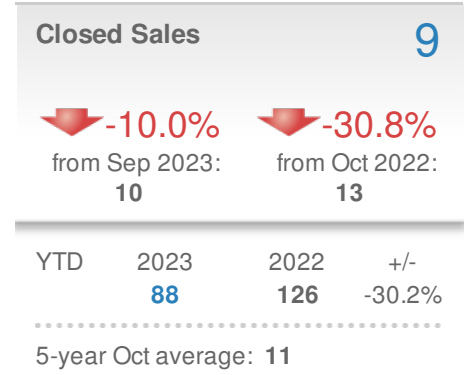 Closed Sales 9
-10.0% -30.8%
from Sep 2023: from Oct 2022:
10 13
YTD 2023 2022 +/-
88 126 -30.2%
5-year Oct average: 11